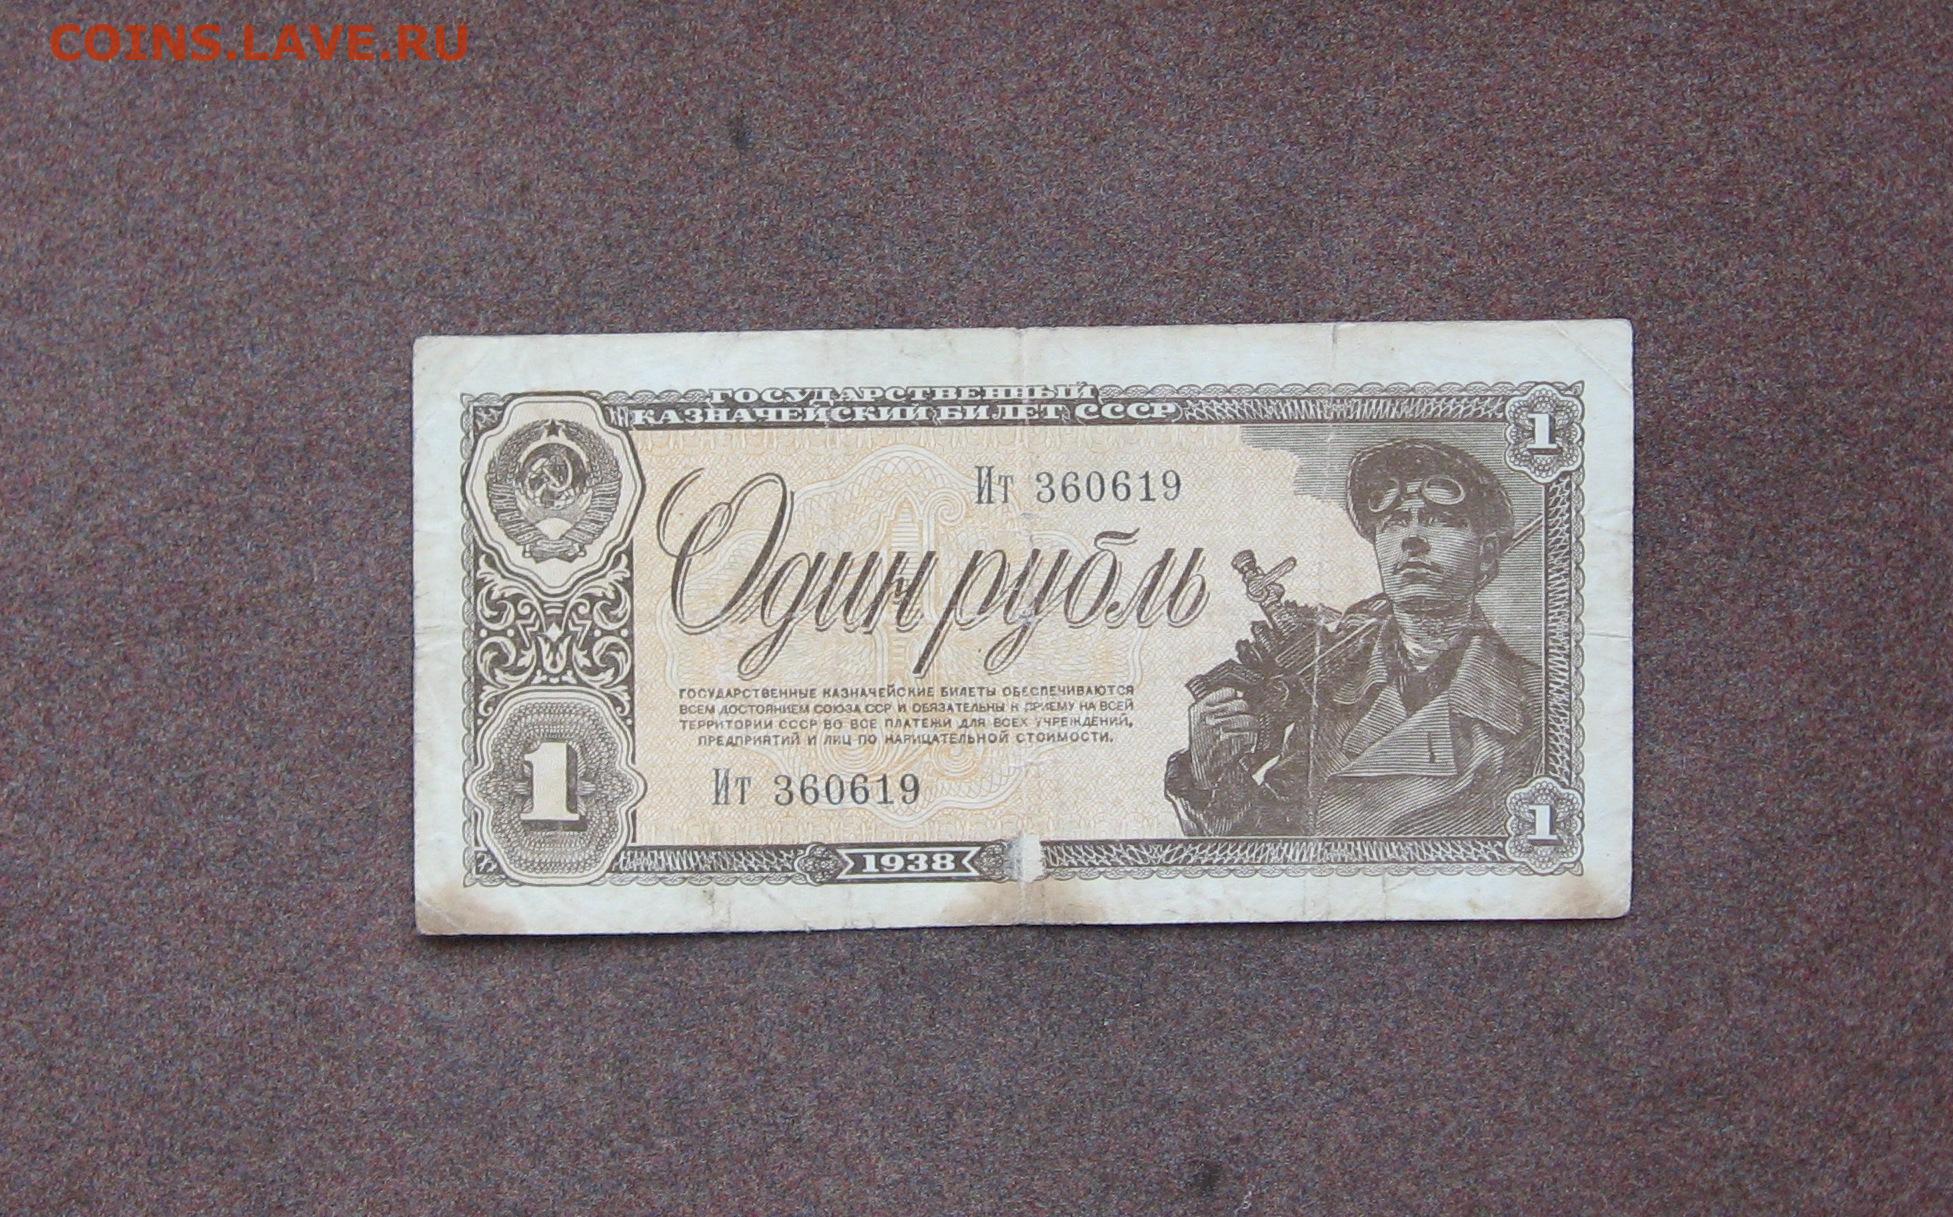 COINS.LAVE.RU
ГОСУДАРСТВЕННЫЙ
КАЗНАЧЕЙСКИЙ БИЛЕТ СССР
1
Ит 360619
Один рубль
ГОСУДАРСТВЕННЫЕ КАЗНАЧЕЙСКИЕ БИЛЕТЫ ОБЕСПЕЧИВАЮТСЯ
ВСЕМ ДОСТОЯНИЕМ СОЮЗА ССР И ОБЯЗАТЕЛЬНЫ К ПРИЕМУ НА ВСЕЙ
ТЕРРИТОРИИ СССР ВО ВСЕ ПЛАТЕЖИ ДЛЯ ВСЕХ УЧРЕЖДЕНИЙ,
ПРЕДПРИЯТИЙ И ЛИЦ ПО НАРИЦАТЕЛЬНОЙ СТОИМОСТИ.
1
Ит 360619
1
1938